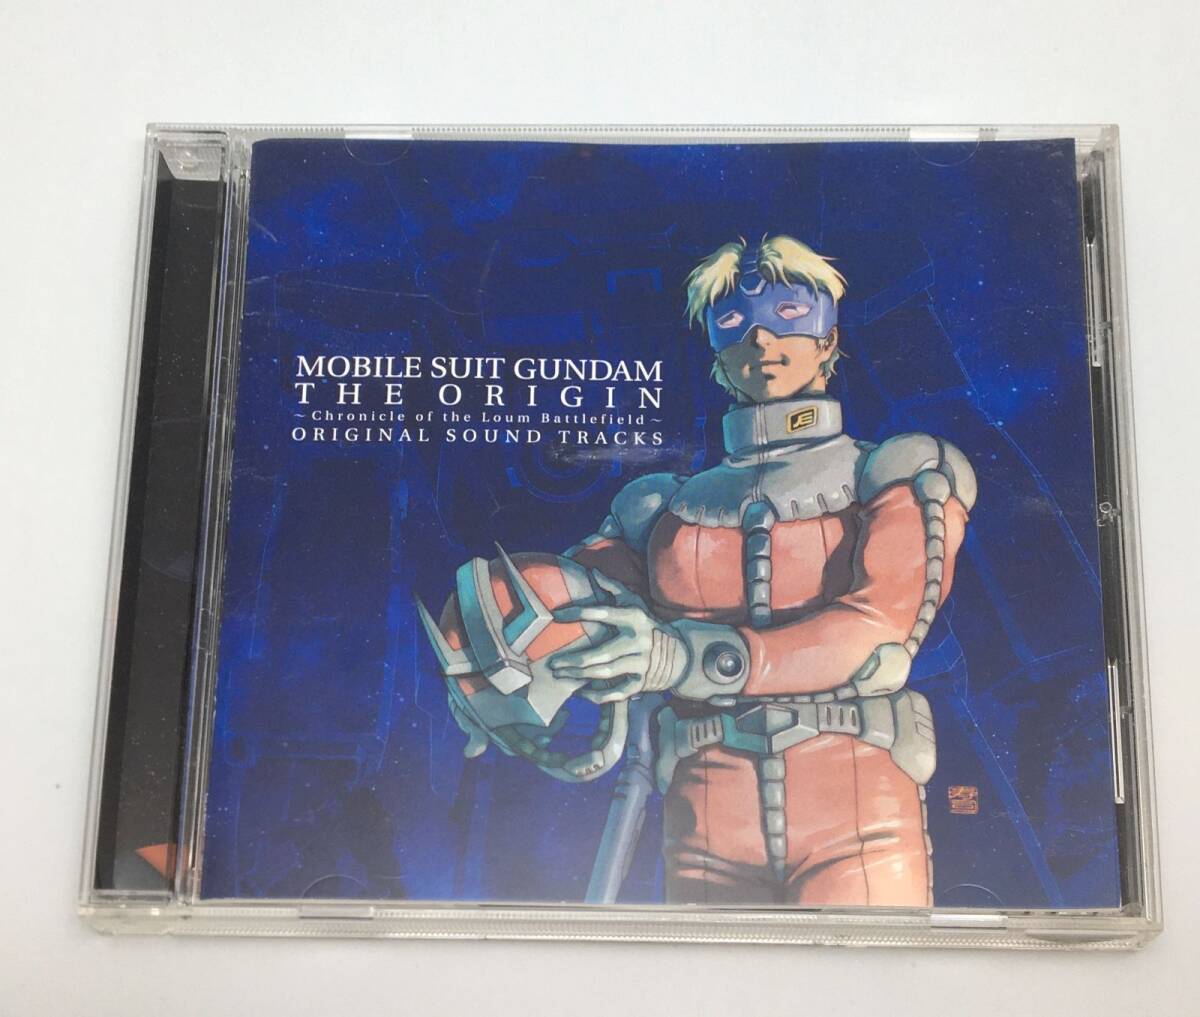 MOBILE SUIT GUNDAM
THE ORIGIN
~Chronicle of the Loum Battlefield~
ORIGINAL SOUND TRACKS